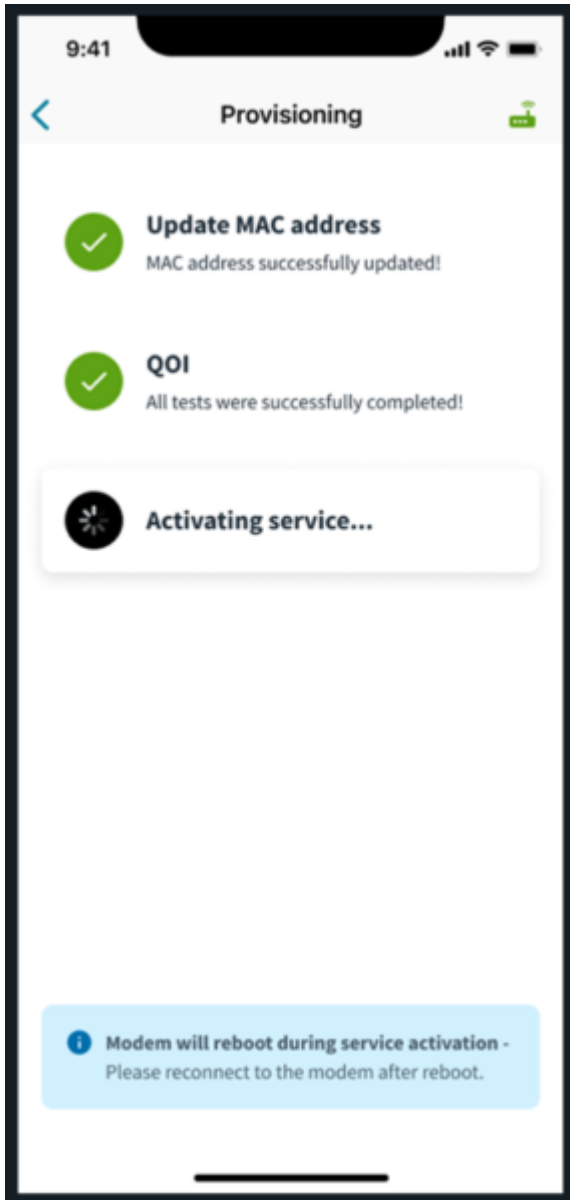 9:41
Provisioning
Update MAC address
MAC address successfully updated!
QOI
All tests were successfully completed!
Activating service...
Modem will reboot during service activation -
Please reconnect to the modem after reboot.